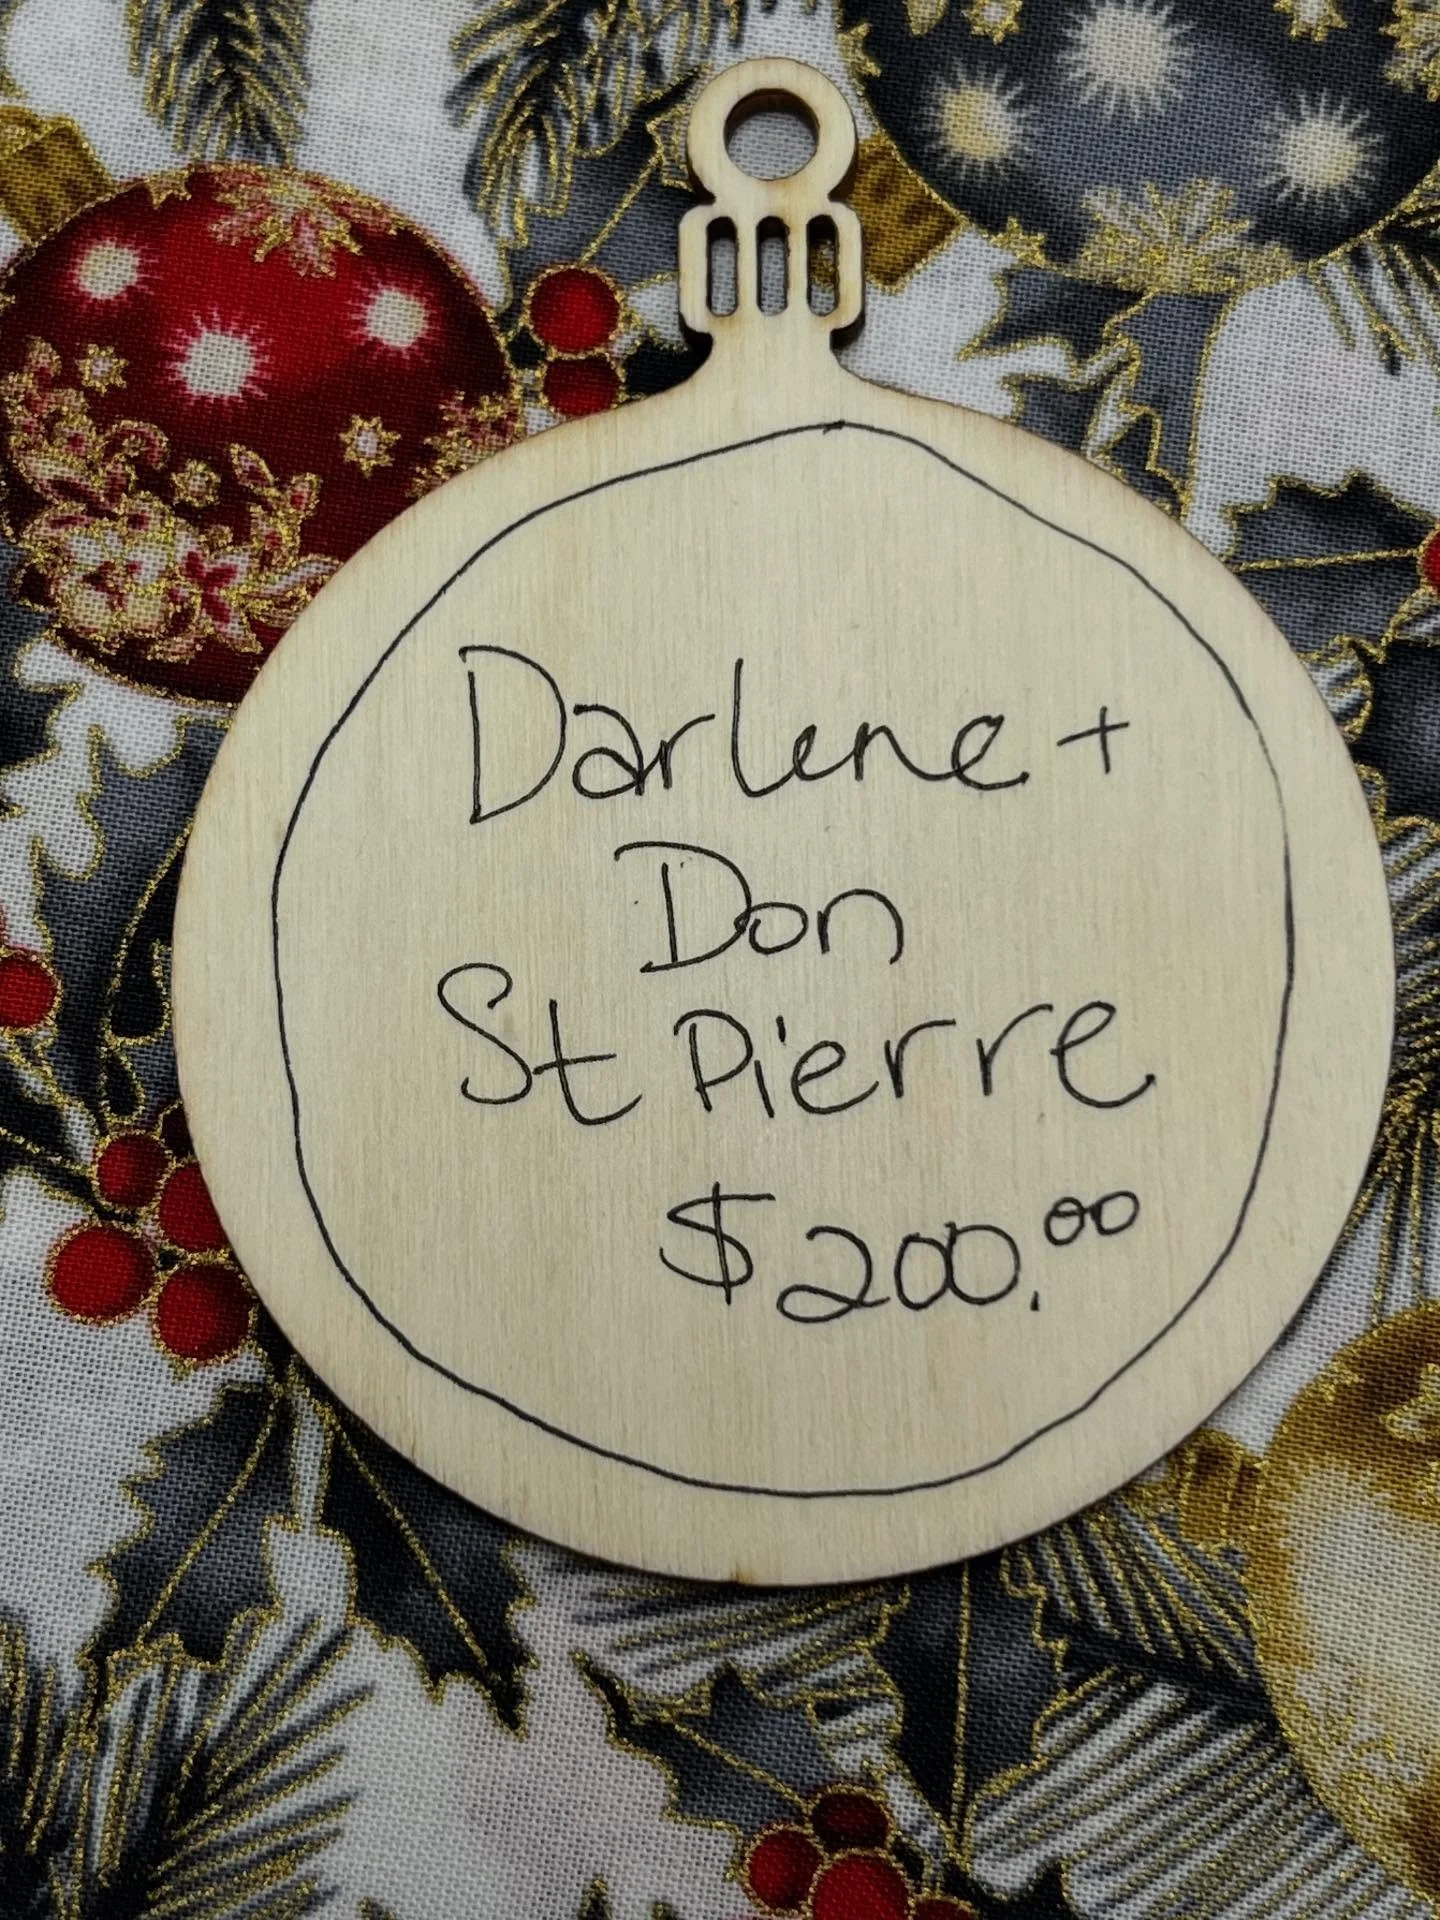 Darlene +
Don
St Pierre
$200.00